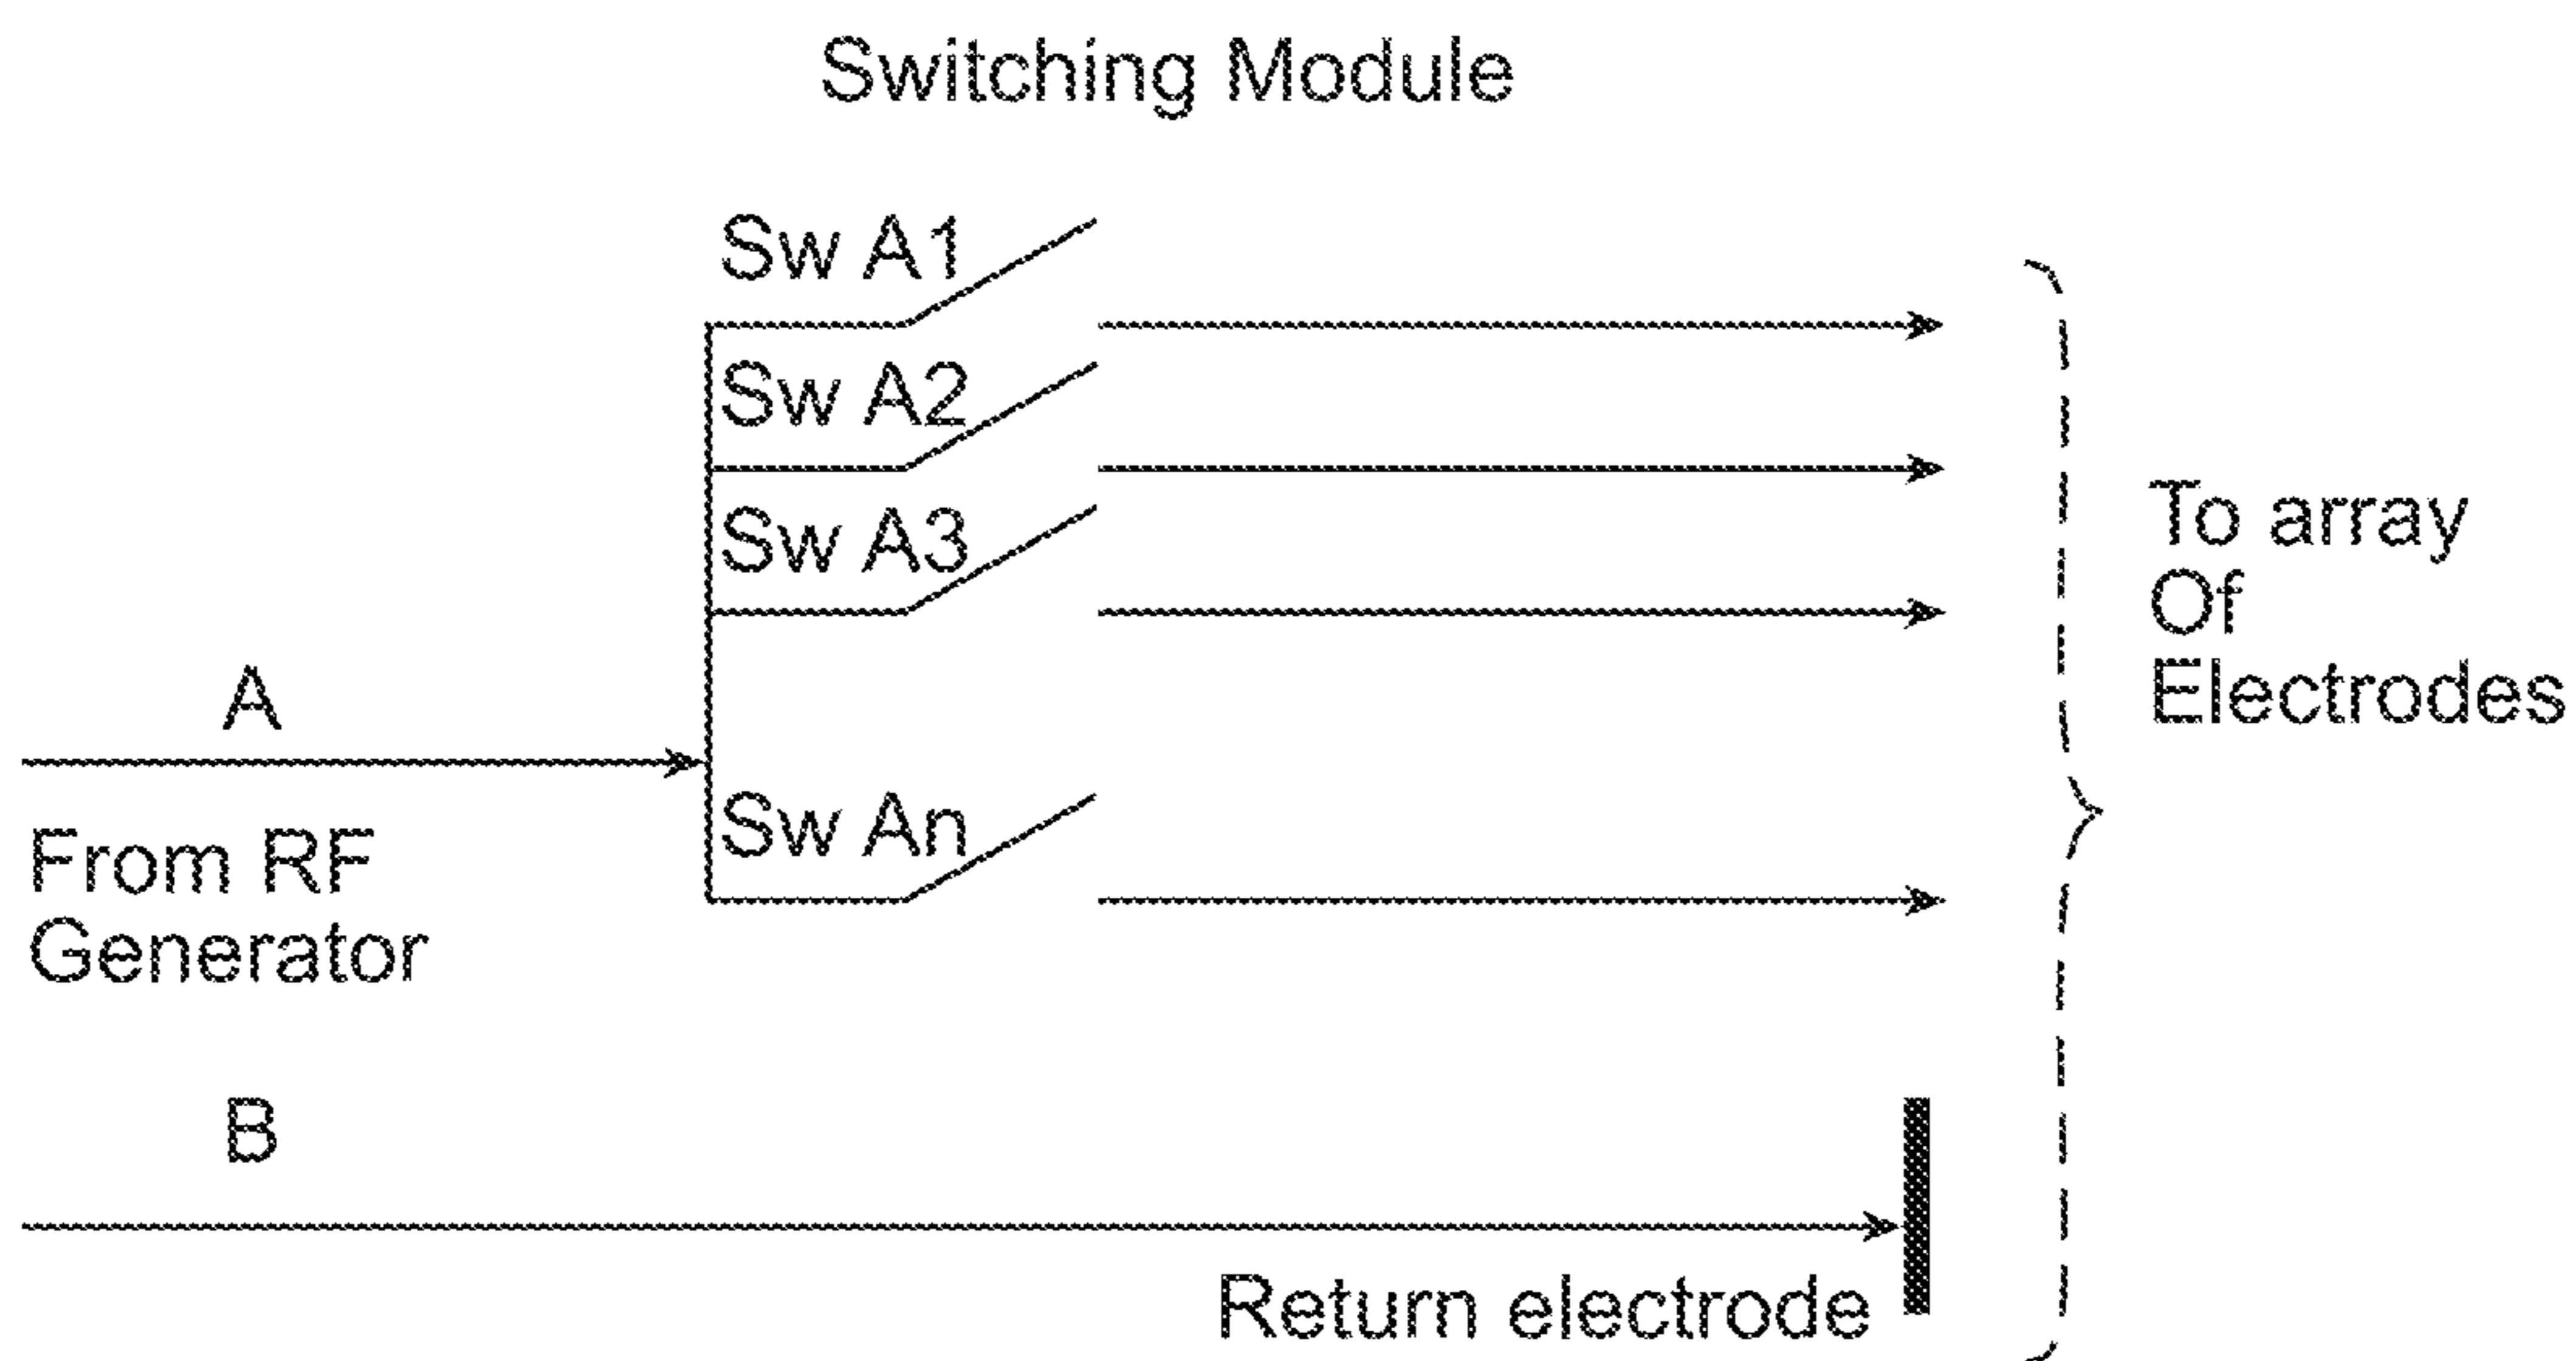 Switching Module
Sw A1
Sw A2
Sw A3
A
Sw An
From RF
Generator
To array
Of
Electrodes
B
Return electrode